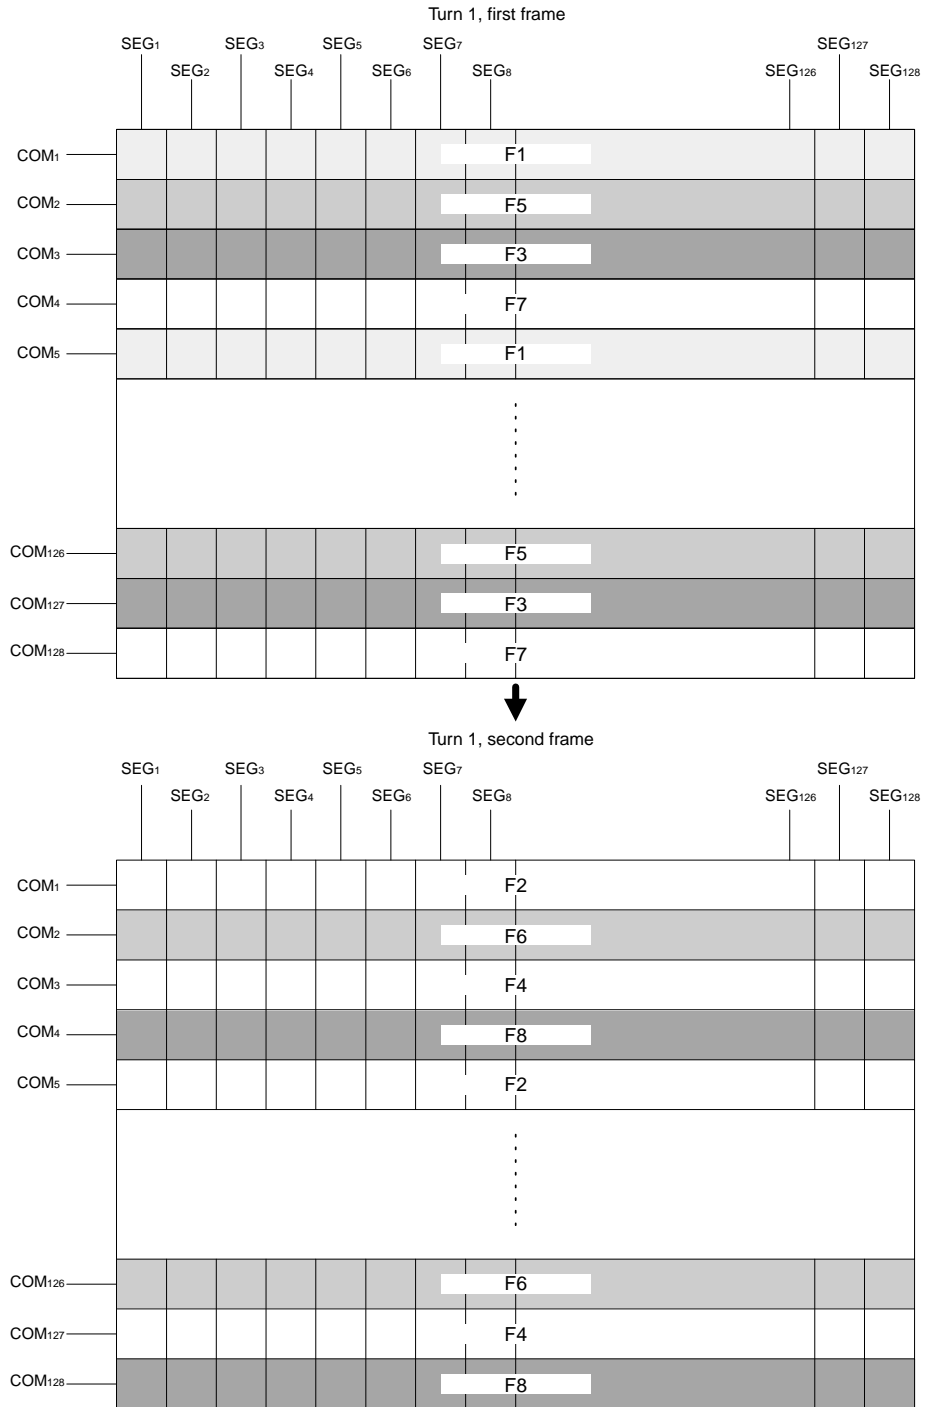 Turn 1, first frame
SEG1 SEG3 SEG5 SEG7 SEG127
SEG2 SEG4 SEG6 SEG8 SEG126 SEG128
COM1 F1
COM2 F5
COM3 F3
COM4 F7
COM5 F1
COM126 F5
COM127 F3
COM128 F7
Turn 1, second frame
SEG1 SEG3 SEG5 SEG7 SEG127
SEG2 SEG4 SEG6 SEG8 SEG126 SEG128
COM1 F2
COM2 F6
COM3 F4
COM4 F8
COM5 F2
COM126 F6
COM127 F4
COM128 F8